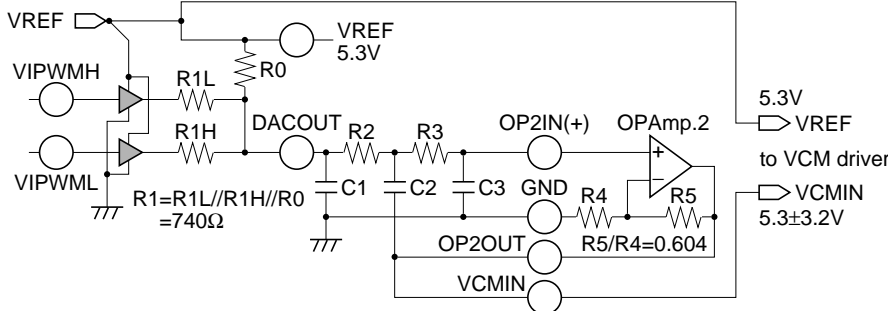 VREF
VREF
5.3V
R0
VIPWMH
R1L
5.3V
VREF
DACOUT
R2
R3
OP2IN(+)
OPAmp.2
R1H
to VCM driver
VIPWML
C1
C2
C3
GND
R4
R5
VCMIN
5.3±3.2V
R1=R1L//R1H//R0
=740Ω
OP2OUT
R5/R4=0.604
VCMIN
+
−